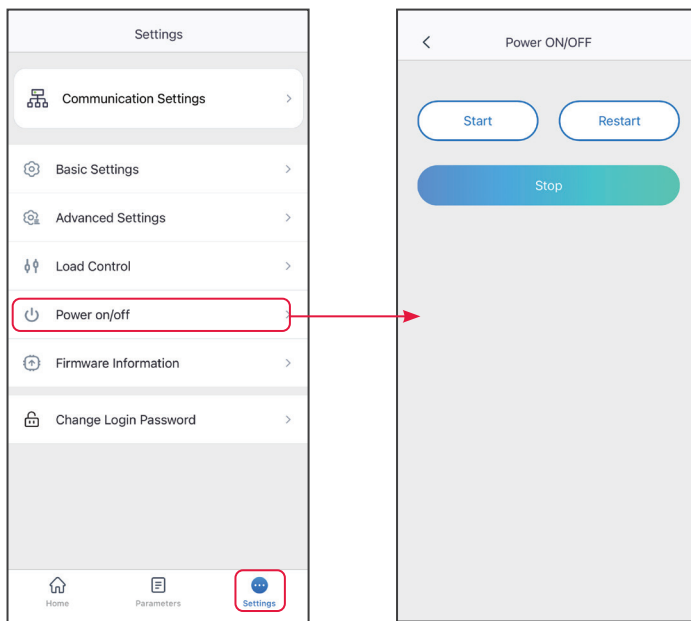 Settings
Communication Settings
Basic Settings
Advanced Settings
Load Control
Power on/off
Firmware Information
Change Login Password
Home
Parameters
Settings
Power ON/OFF
Start
Restart
Stop